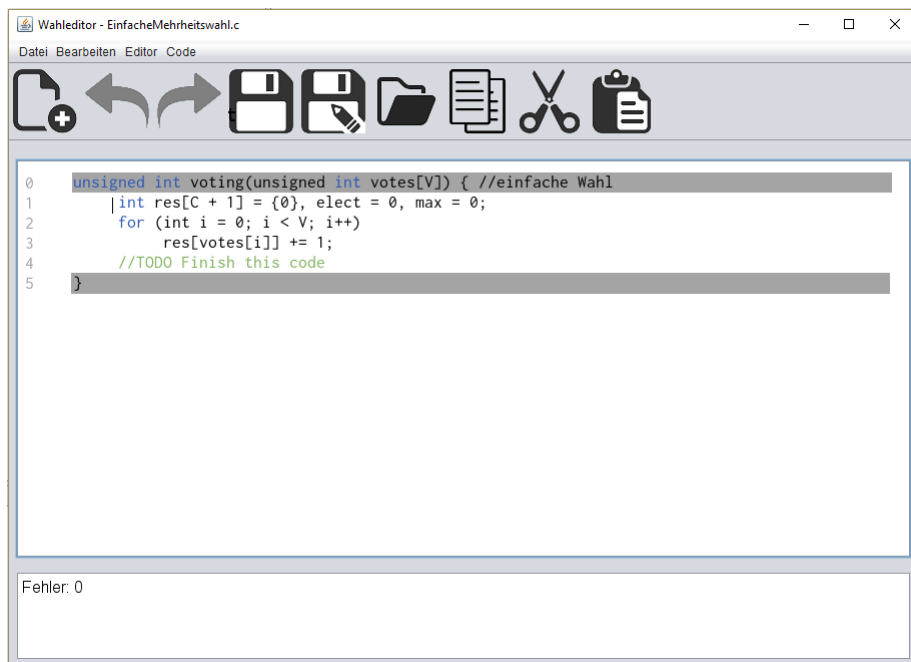 Wahleditor - EinfacheMehrheitswahl.c
Datei Bearbeiten Editor Code
t
0 unsigned int voting(unsigned int votes[V]) { //einfache Wahl
1 int res[C + 1] = {0}, elect = 0, max = 0;
2 for (int i = 0; i < V; i++)
3 res[votes[i]] += 1;
4 //TODO Finish this code
5 }
Fehler: 0